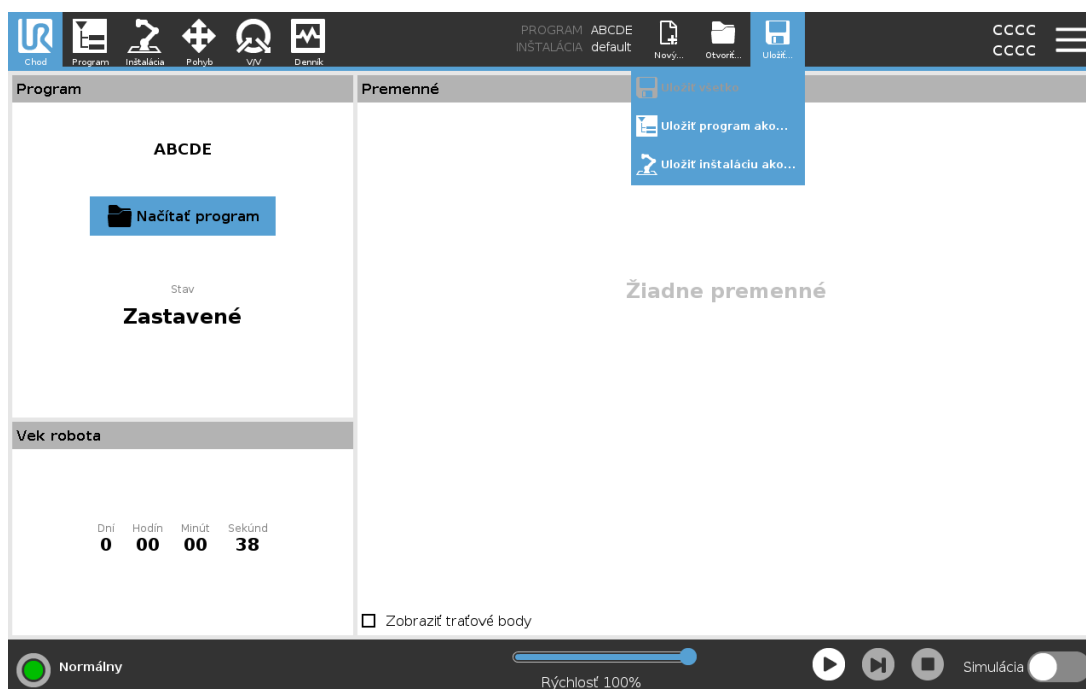 PROGRAM ABCDE
INŠTALÁCIA default
CCCC
CCCC
Chod Program Inštalácia Pohyb V/V Denník Nový... Otvoriť... Uložiť...
Program
Premenné
Uložiť všetko
Uložiť program ako...
Uložiť inštaláciu ako...
ABCDE
Načítať program
Stav
Zastavené
Žiadne premenné
Vek robota
Dní Hodín Minút Sekúnd
0 00 00 38
Zobraziť traťové body
Normálny
Rýchlosť 100%
Simulácia